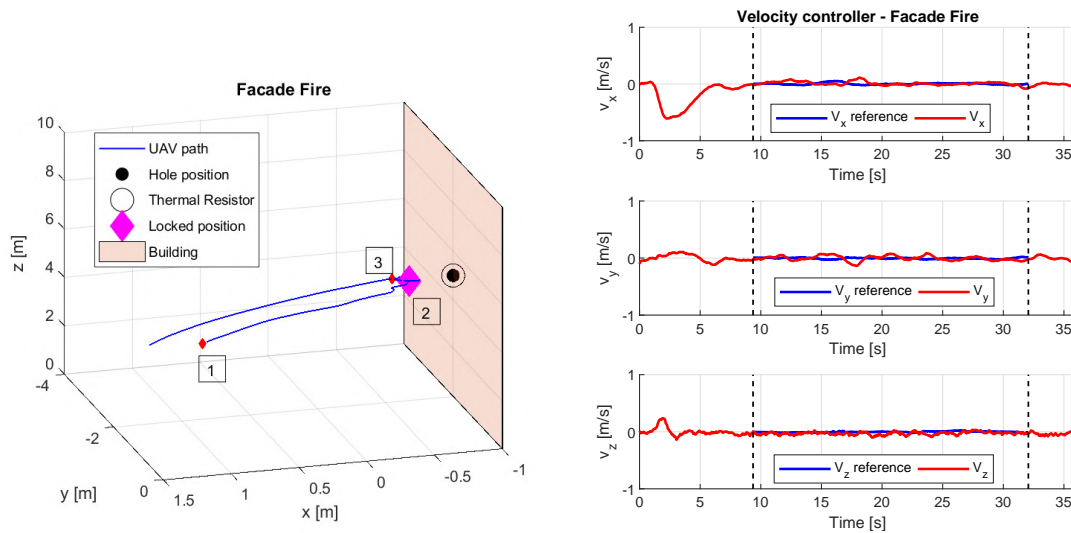 Facade Fire
UAV path
Hole position
Thermal Resistor
Locked position
Building
10
8
6
4
2
0
z [m]
-4
-2
0
y [m]
1.5
1
0.5
0
-0.5
-1
x [m]
3
2
1
Velocity controller - Facade Fire
1
0
-1
v_x [m/s]
V_x reference
V_x
0 5 10 15 20 25 30 35
Time [s]
1
0
-1
v_y [m/s]
V_y reference
V_y
0 5 10 15 20 25 30 35
Time [s]
1
0
-1
v_z [m/s]
V_z reference
V_z
0 5 10 15 20 25 30 35
Time [s]